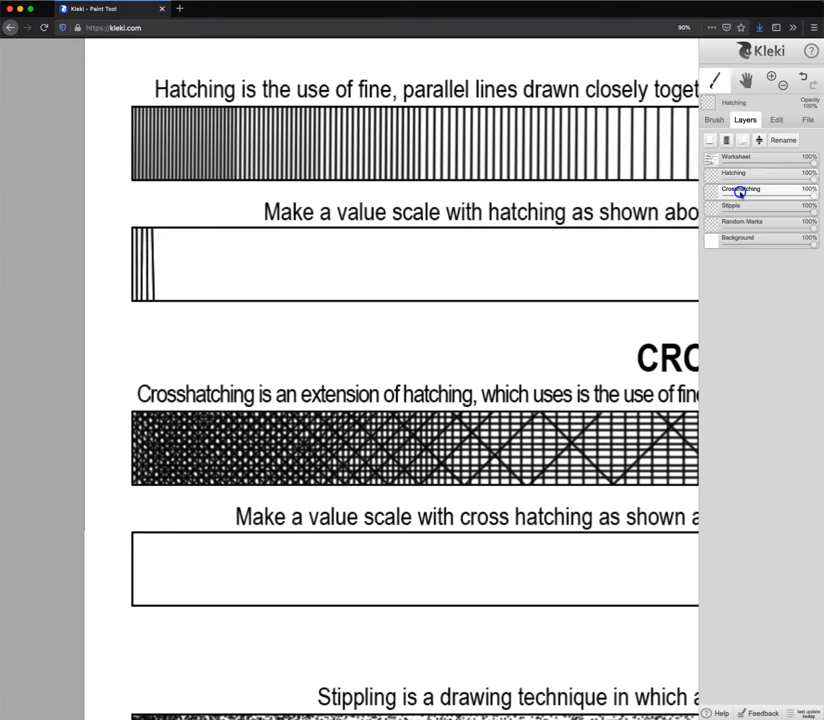 Kleki - Paint Tool
https://kleki.com
90%
Kleki
Hatching
Opacity
100%
Brush
Layers
Edit
File
Rename
Worksheet 100%
Hatching 100%
Crosshatching 100%
Stipple 100%
Random Marks 100%
Background 100%
Hatching is the use of fine, parallel lines drawn closely toget
Make a value scale with hatching as shown abo
CRO
Crosshatching is an extension of hatching, which uses is the use of fin
Make a value scale with cross hatching as shown a
Stippling is a drawing technique in which a
Help
Feedback
last update
today